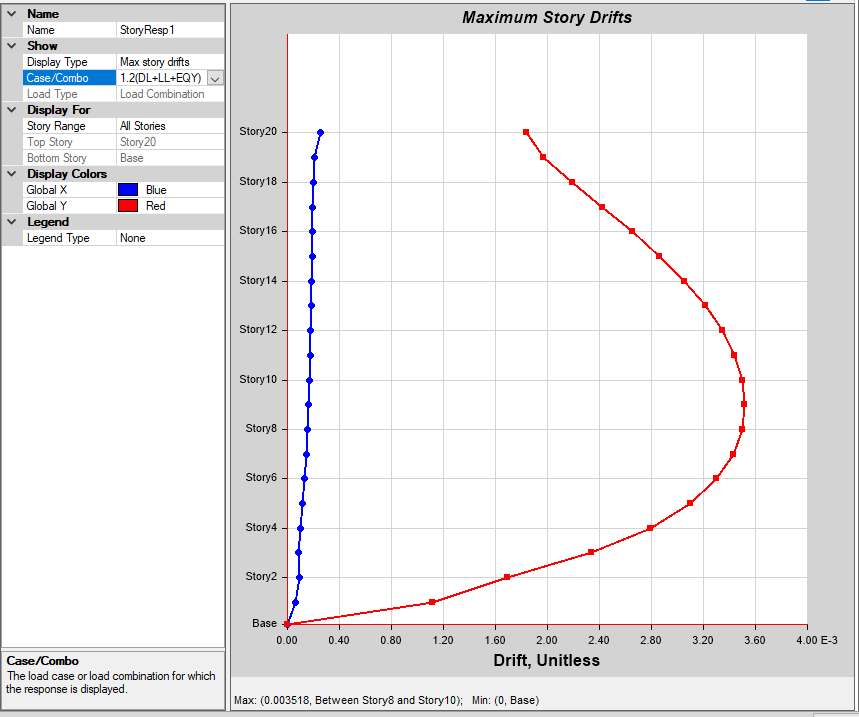 Name
Name StoryResp1
Show
Display Type Max story drifts
Case/Combo 1.2(DL+LL+EQY)
Load Type Load Combination
Display For
Story Range All Stories
Top Story Story20
Bottom Story Base
Display Colors
Global X Blue
Global Y Red
Legend
Legend Type None
Case/Combo
The load case or load combination for which
the response is displayed.
Maximum Story Drifts
Story20
Story18
Story16
Story14
Story12
Story10
Story8
Story6
Story4
Story2
Base
0.00 0.40 0.80 1.20 1.60 2.00 2.40 2.80 3.20 3.60 4.00 E-3
Drift, Unitless
Max: (0.003518, Between Story8 and Story10); Min: (0, Base)